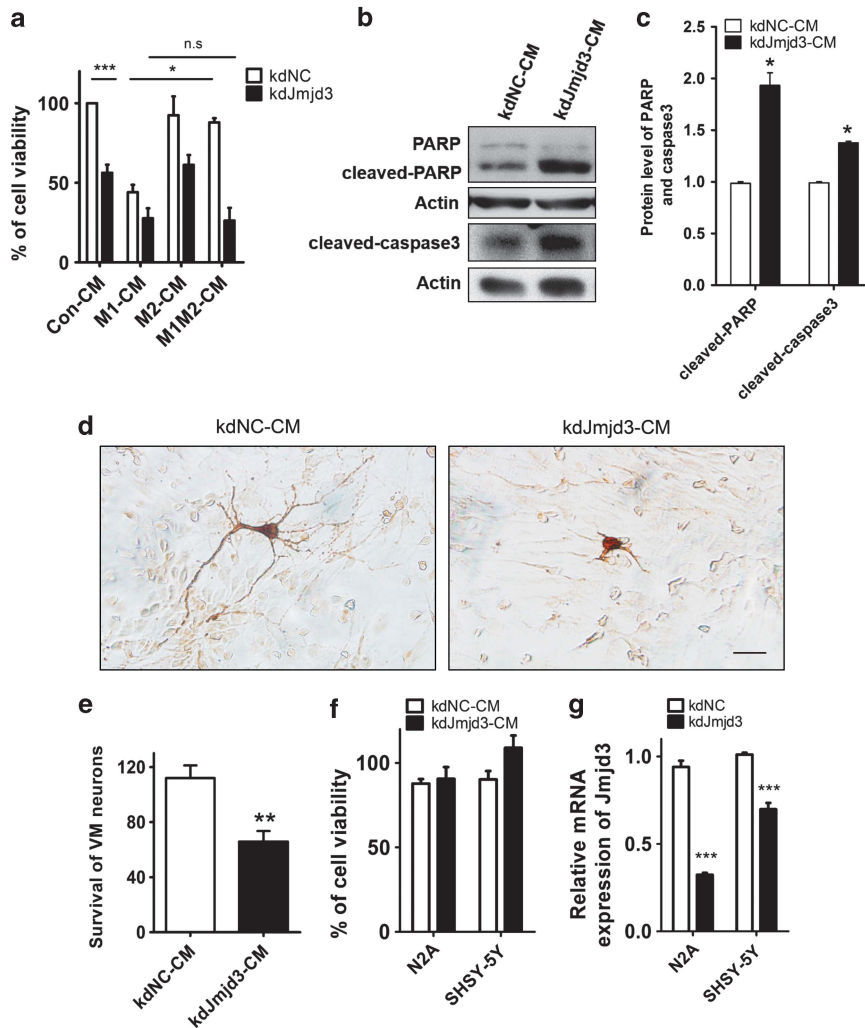 a
n.s
***
*
kdNC
kdJmjd3
% of cell viability
100
50
0
Con-CM
M1-CM
M2-CM
M1M2-CM
b
kdNC-CM
kdJmjd3-CM
PARP
cleaved-PARP
Actin
cleaved-caspase3
Actin
c
kdNC-CM
kdJmjd3-CM
Protein level of PARP
and caspase3
2.5
2.0
1.5
1.0
0.5
0.0
*
*
cleaved-PARP
cleaved-caspase3
d
kdNC-CM
kdJmjd3-CM
e
Survival of VM neurons
120
80
40
0
**
kdNC-CM
kdJmjd3-CM
f
kdNC-CM
kdJmjd3-CM
% of cell viability
100
50
0
N2A
SHSY-5Y
g
kdNC
kdJmjd3
Relative mRNA
expression of Jmjd3
1.0
0.5
0.0
***
***
N2A
SHSY-5Y